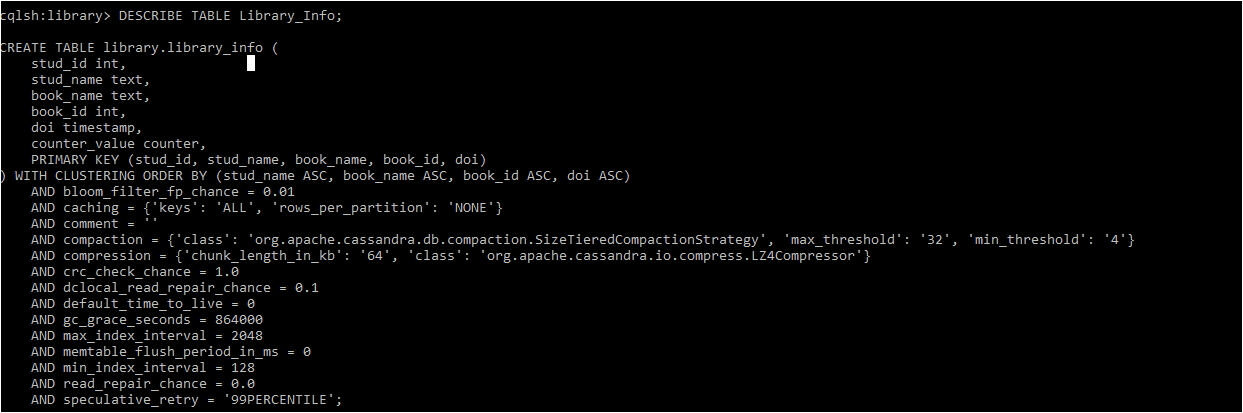 cqlsh:library> DESCRIBE TABLE Library_Info;
CREATE TABLE library.library_info (
    stud_id int,
    stud_name text,
    book_name text,
    book_id int,
    doi timestamp,
    counter_value counter,
    PRIMARY KEY (stud_id, stud_name, book_name, book_id, doi)
) WITH CLUSTERING ORDER BY (stud_name ASC, book_name ASC, book_id ASC, doi ASC)
    AND bloom_filter_fp_chance = 0.01
    AND caching = {'keys': 'ALL', 'rows_per_partition': 'NONE'}
    AND comment = ''
    AND compaction = {'class': 'org.apache.cassandra.db.compaction.SizeTieredCompactionStrategy', 'max_threshold': '32', 'min_threshold': '4'}
    AND compression = {'chunk_length_in_kb': '64', 'class': 'org.apache.cassandra.io.compress.LZ4Compressor'}
    AND crc_check_chance = 1.0
    AND dclocal_read_repair_chance = 0.1
    AND default_time_to_live = 0
    AND gc_grace_seconds = 864000
    AND max_index_interval = 2048
    AND memtable_flush_period_in_ms = 0
    AND min_index_interval = 128
    AND read_repair_chance = 0.0
    AND speculative_retry = '99PERCENTILE';